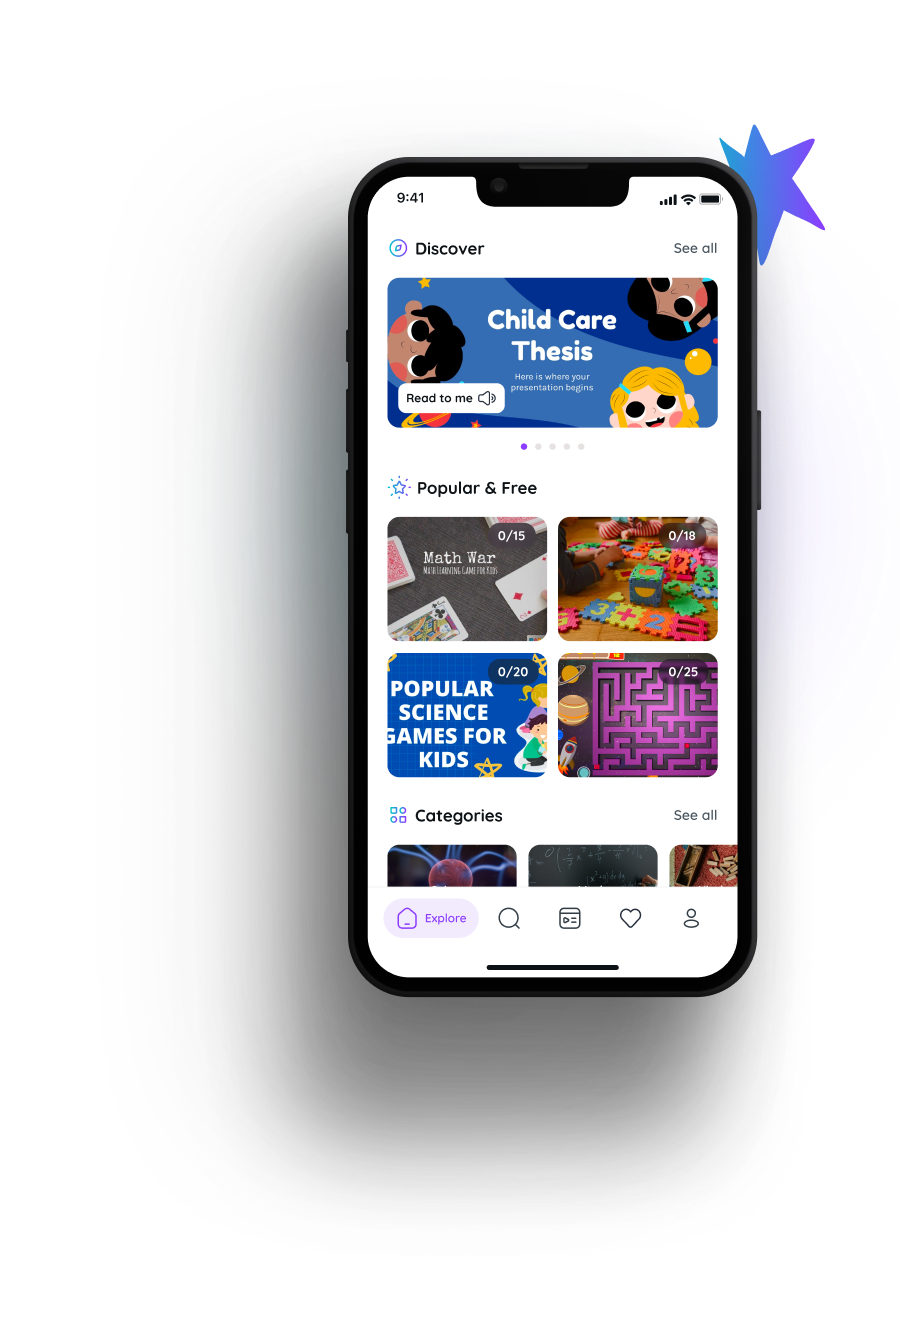 9:41
Discover
See all
Child Care
Thesis
Here is where your
presentation begins
Read to me
Popular & Free
0/15
Math War
Math Learning Game for Kids
0/18
3+2
0/20
POPULAR
SCIENCE
GAMES FOR
KIDS
0/25
Categories
See all
Explore